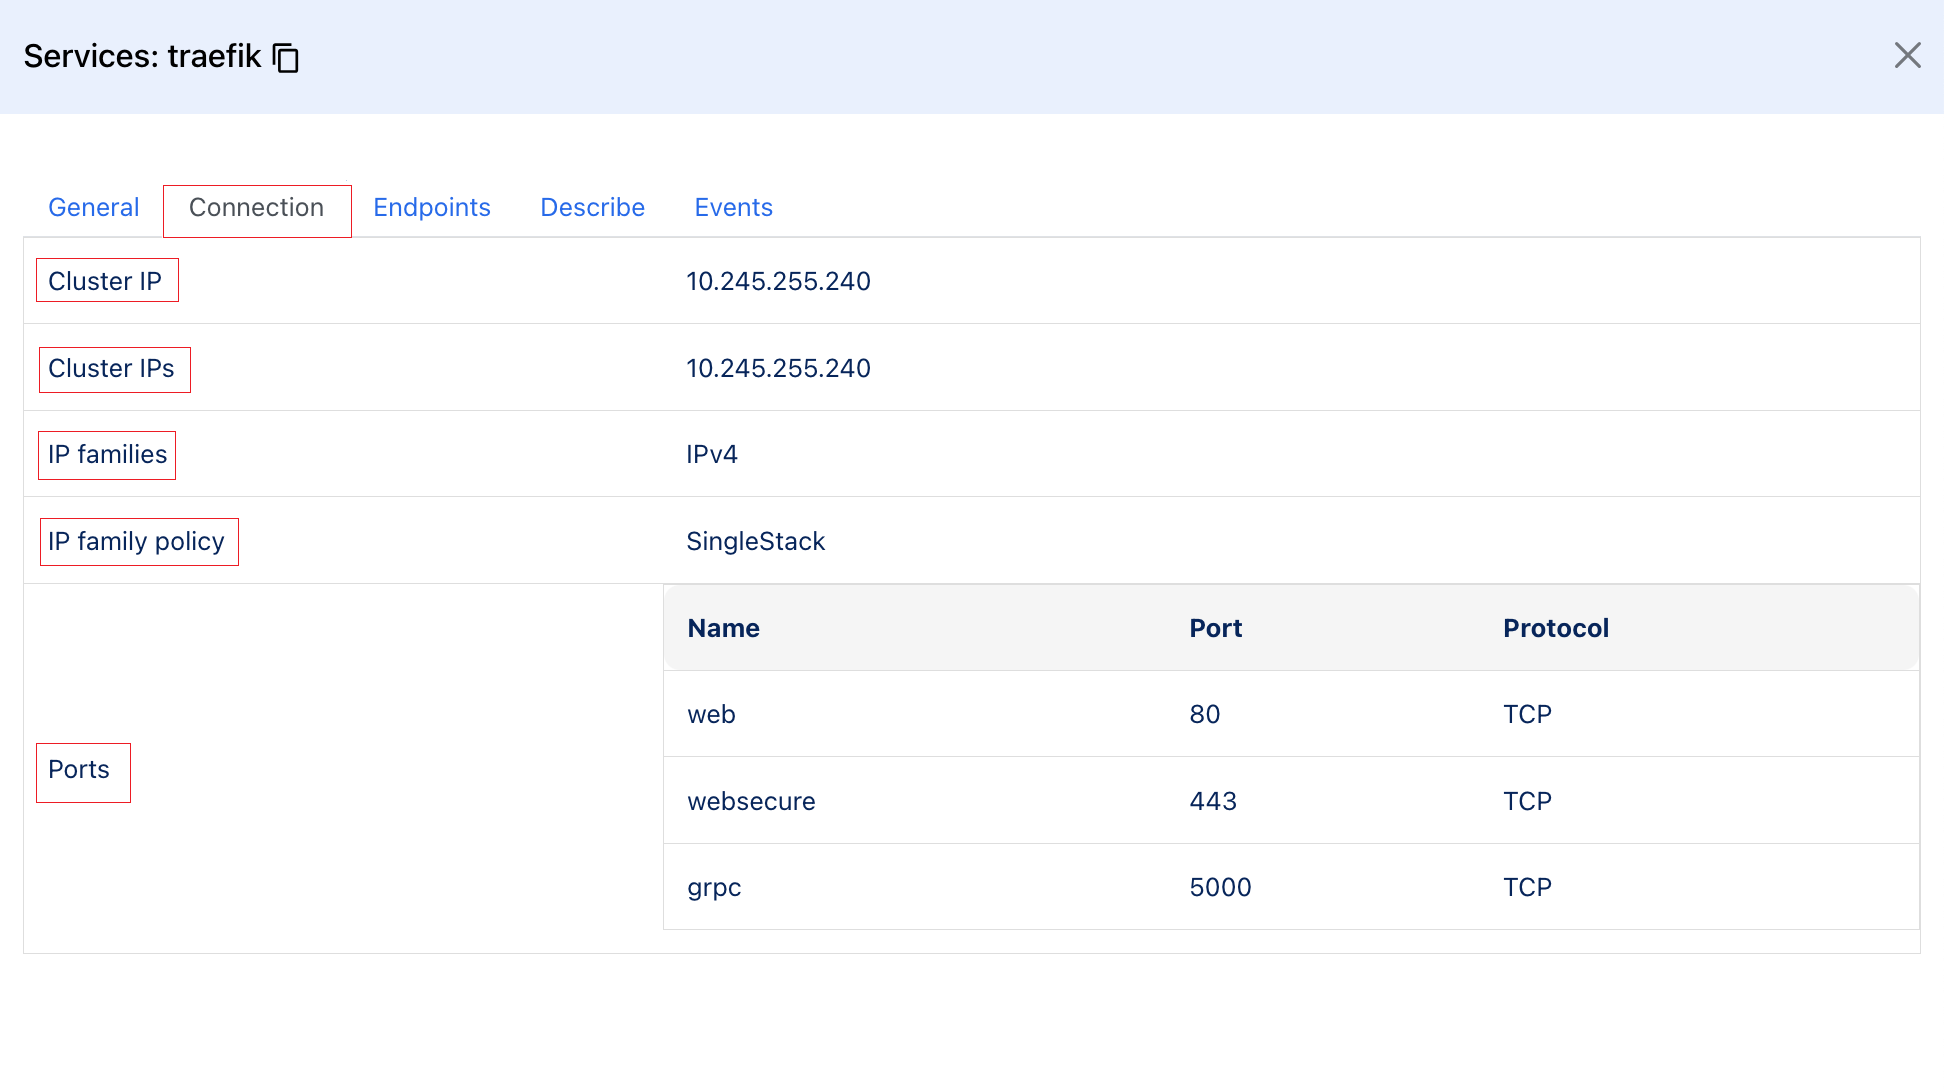 Services: traefik
General Connection Endpoints Describe Events
Cluster IP 10.245.255.240
Cluster IPs 10.245.255.240
IP families IPv4
IP family policy SingleStack
Name Port Protocol
web 80 TCP
Ports
websecure 443 TCP
grpc 5000 TCP